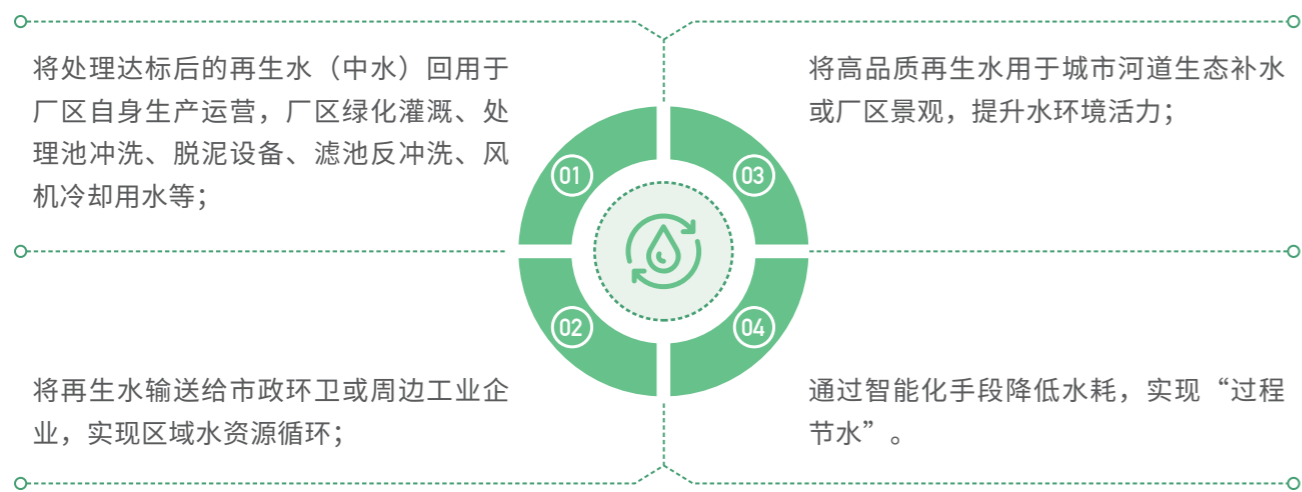 将处理达标后的再生水（中水）回用于
厂区自身生产运营，厂区绿化灌溉、处
理池冲洗、脱泥设备、滤池反冲洗、风
机冷却用水等；
01
将再生水输送给市政环卫或周边工业企
业，实现区域水资源循环；
02
将高品质再生水用于城市河道生态补水
或厂区景观，提升水环境活力；
03
通过智能化手段降低水耗，实现“过程
节水”。
04